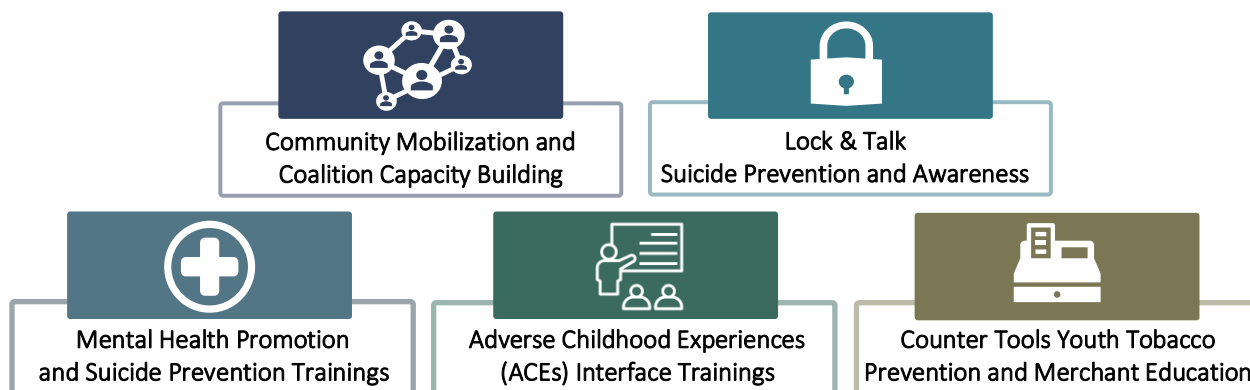 Community Mobilization and
Coalition Capacity Building
Lock & Talk
Suicide Prevention and Awareness
Mental Health Promotion
and Suicide Prevention Trainings
Adverse Childhood Experiences
(ACEs) Interface Trainings
Counter Tools Youth Tobacco
Prevention and Merchant Education